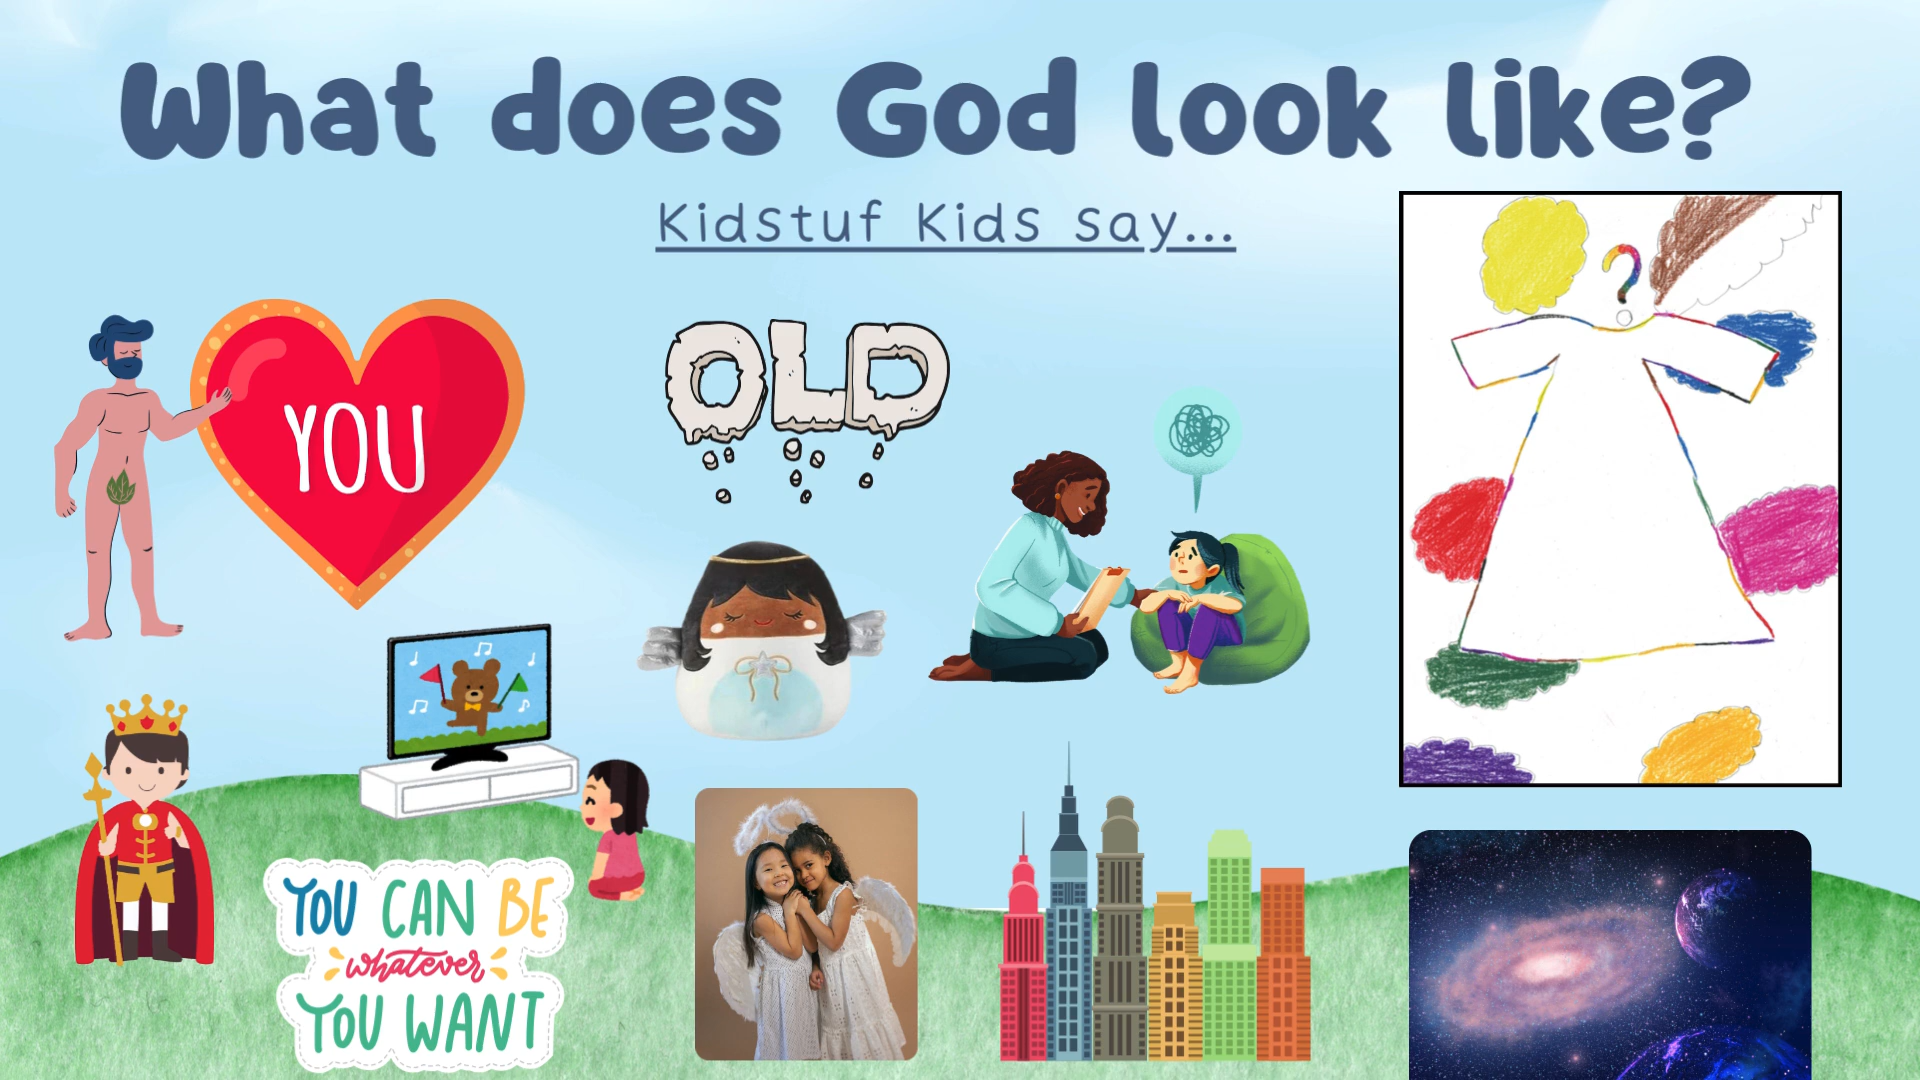 What does God look like?
Kidstuf Kids say...
YOU
OLD
?
YOU CAN BE
whatever
YOU WANT